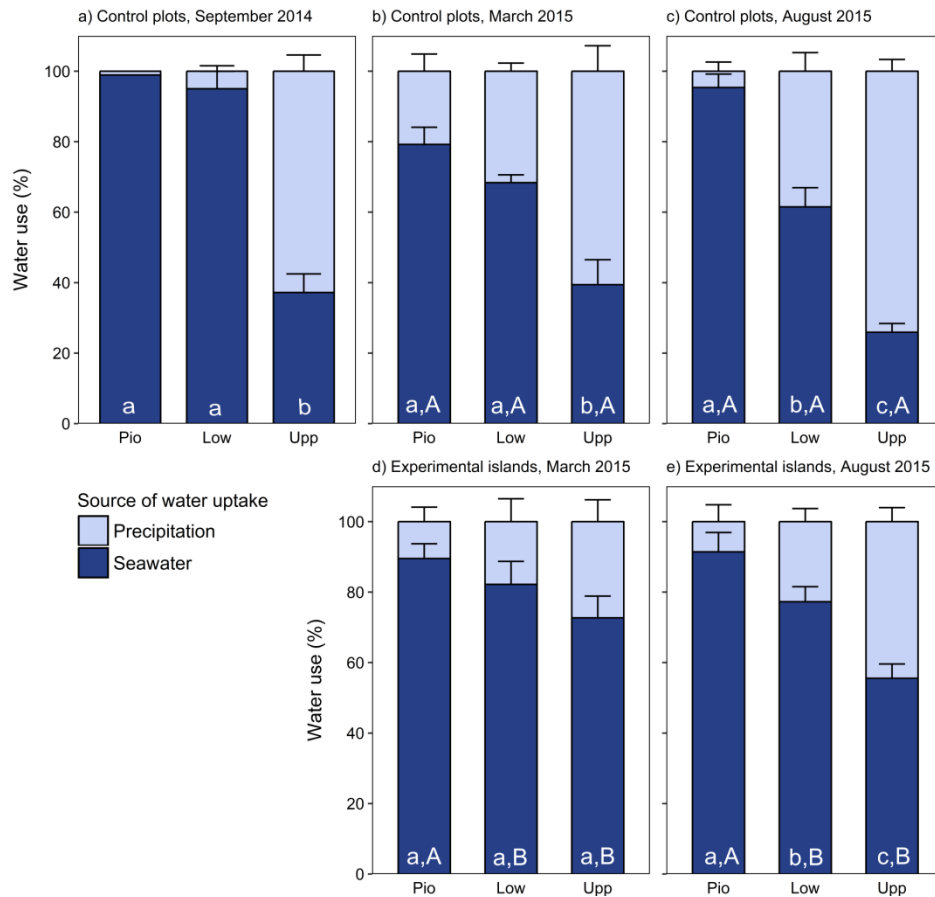 a) Control plots, September 2014
b) Control plots, March 2015
c) Control plots, August 2015
Water use (%)
100
80
60
40
20
0
a
a
b
a,A
a,A
b,A
a,A
b,A
c,A
Pio
Low
Upp
Pio
Low
Upp
Pio
Low
Upp
Source of water uptake
Precipitation
Seawater
d) Experimental islands, March 2015
e) Experimental islands, August 2015
Water use (%)
100
80
60
40
20
0
a,A
a,B
a,B
a,A
b,B
c,B
Pio
Low
Upp
Pio
Low
Upp